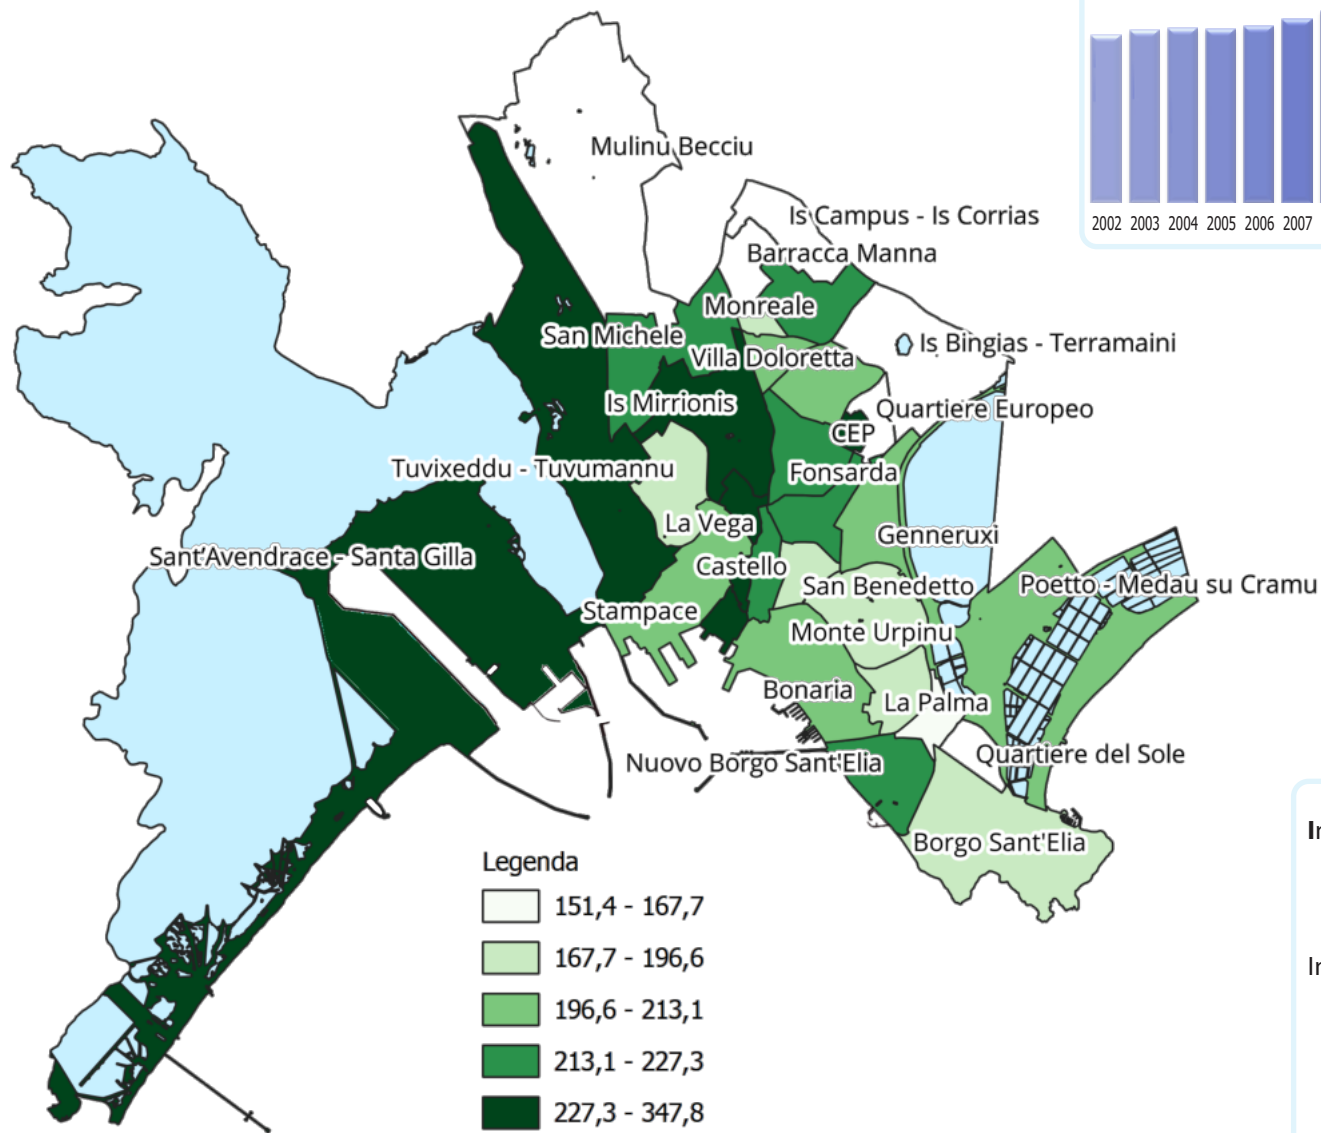 2002 2003 2004 2005 2006 2007
Mulinu Becciu
Is Campus - Is Corrias
Barracca Manna
Monreale
San Michele
Is Bingias - Terramaini
Villa Doloretta
Is Mirrionis
Quartiere Europeo
CEP
Tuvixeddu - Tuvumannu
Fonsarda
La Vega
Genneruxi
Sant'Avendrace - Santa Gilla
Castello
San Benedetto
Poetto - Medau su Cramu
Stampace
Monte Urpinu
Bonaria
La Palma
Quartiere del Sole
Nuovo Borgo Sant'Elia
Borgo Sant'Elia
Legenda
151,4 - 167,7
167,7 - 196,6
196,6 - 213,1
213,1 - 227,3
227,3 - 347,8